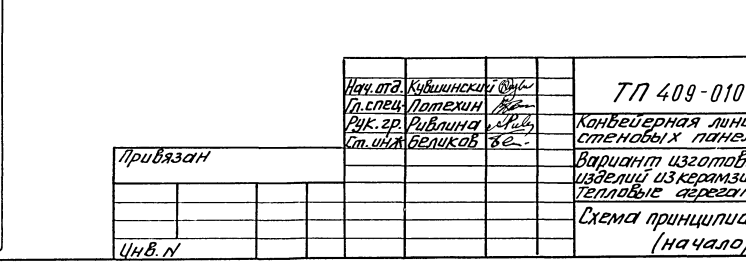 Нач. отд. Кувшинский
Гл. спец. Потехин
Рук. гр. Ривлина
Ст. инж Беликов
Привязан
Инв. N
ТП 409-010
Конвейерная лини
стеновых панел
Вариант изготов
изделий из керамзи
тепловые агрегат
Схема принципиа
(начало)